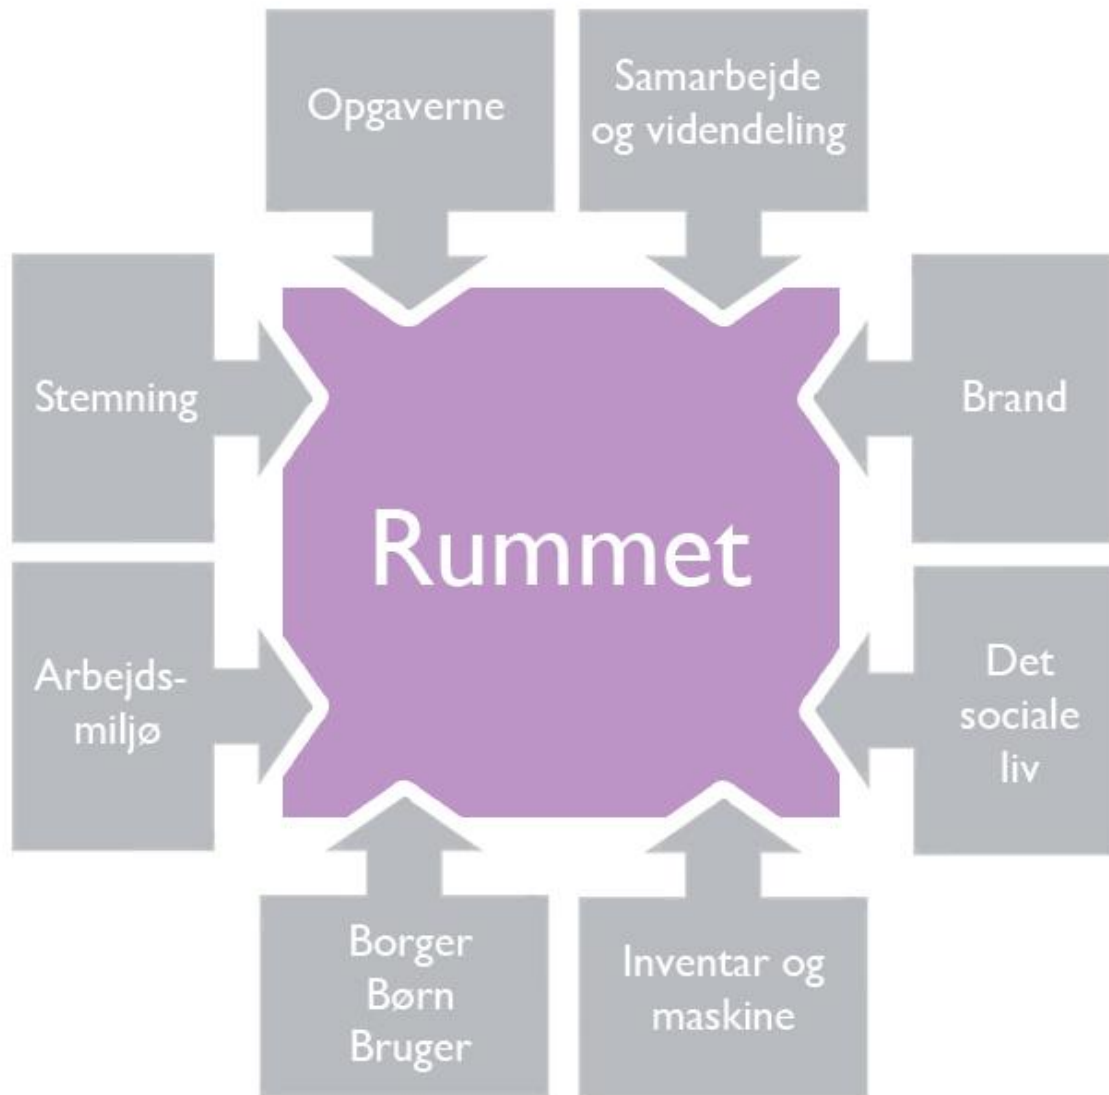 Opgaverne
Samarbejde
og videndeling
Stemning
Brand
Rummet
Arbejds-
miljø
Det
sociale
liv
Borger
Børn
Bruger
Inventar og
maskine